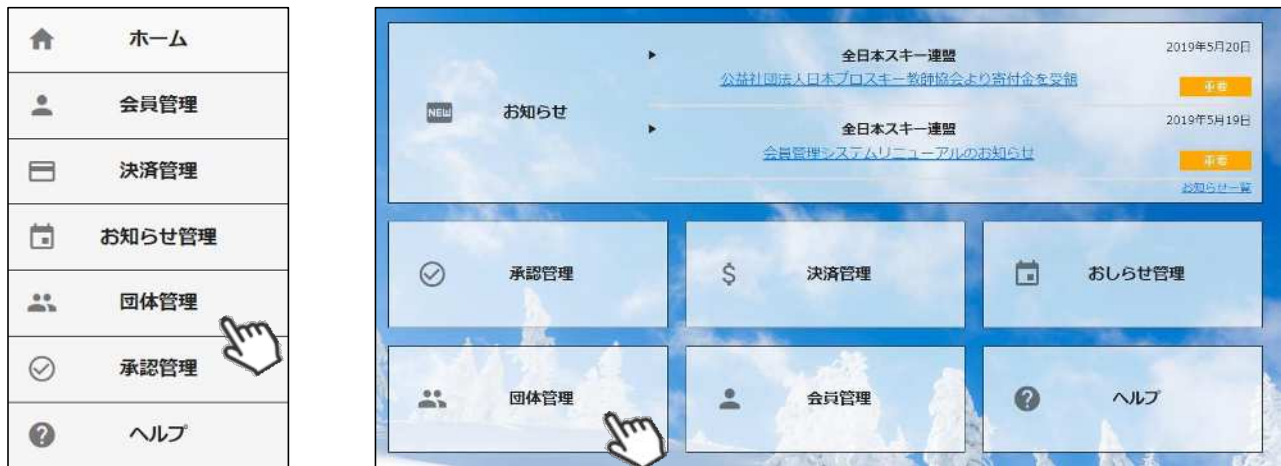 ホーム
会員管理
決済管理
お知らせ管理
団体管理
承認管理
ヘルプ
NEW
お知らせ
全日本スキー連盟
2019年5月20日
公益社団法人日本プロスキー教師協会より寄付金を受領
重要
全日本スキー連盟
2019年5月19日
会員管理システムリニューアルのお知らせ
重要
お知らせ一覧
承認管理
決済管理
おしらせ管理
団体管理
会員管理
ヘルプ